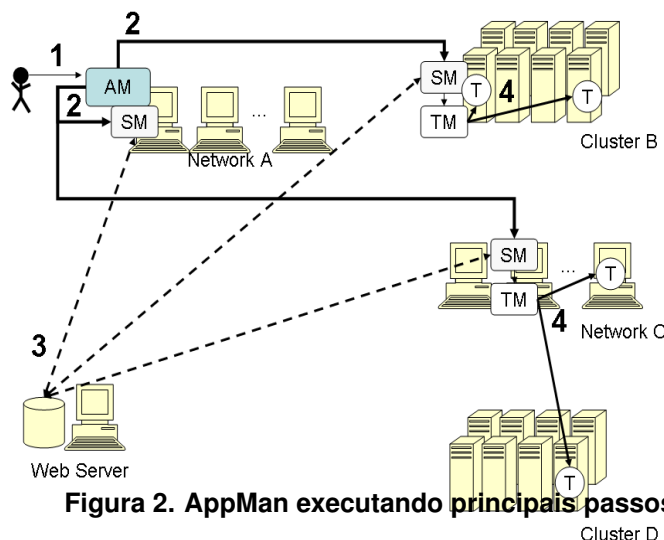 2
1
AM
SM
T
4
T
2
SM
...
TM
Network A
Cluster B
SM
...
T
TM
4
Network C
3
Web Server
T
Figura 2. AppMan executando principais passos
Cluster D